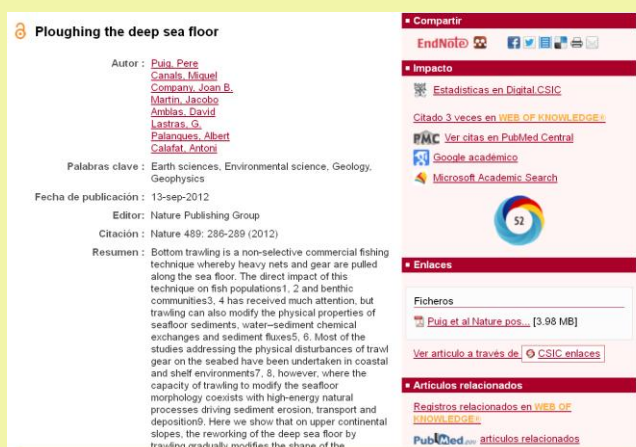 Ploughing the deep sea floor
Autor : Puig, Pere
Canals, Miquel
Company, Joan B.
Martín, Jacobo
Amblas, David
Lastras, G.
Palanques, Albert
Calafat, Antoni
Palabras clave : Earth sciences, Environmental science, Geology,
Geophysics
Fecha de publicación : 13-sep-2012
Editor: Nature Publishing Group
Citación : Nature 489: 286-289 (2012)
Resumen : Bottom trawling is a non-selective commercial fishing
technique whereby heavy nets and gear are pulled
along the sea floor. The direct impact of this
technique on fish populations1, 2 and benthic
communities3, 4 has received much attention, but
trawling can also modify the physical properties of
seafloor sediments, water–sediment chemical
exchanges and sediment fluxes5, 6. Most of the
studies addressing the physical disturbances of trawl
gear on the seabed have been undertaken in coastal
and shelf environments7, 8, however, where the
capacity of trawling to modify the seafloor
morphology coexists with high-energy natural
processes driving sediment erosion, transport and
deposition9. Here we show that on upper continental
slopes, the reworking of the deep sea floor by
trawling gradually modifies the shape of the
Compartir
EndNote
Impacto
Estadísticas en Digital.CSIC
Citado 3 veces en WEB OF KNOWLEDGE
PMC Ver citas en PubMed Central
Google académico
Microsoft Academic Search
52
Enlaces
Ficheros
Puig et al Nature pos... [3.98 MB]
Ver artículo a través de CSIC enlaces
Artículos relacionados
Registros relacionados en WEB OF
KNOWLEDGE
PubMed artículos relacionados